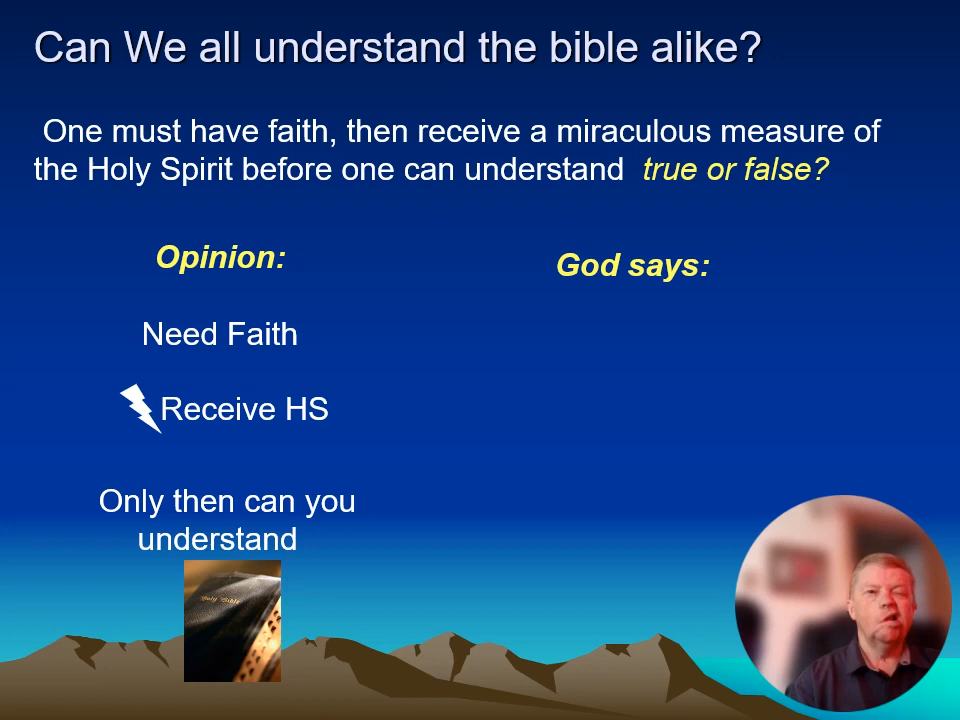 Can We all understand the bible alike?
One must have faith, then receive a miraculous measure of
the Holy Spirit before one can understand true or false?
Opinion:
Need Faith
Receive HS
Only then can you
understand
Holy Bible
God says: